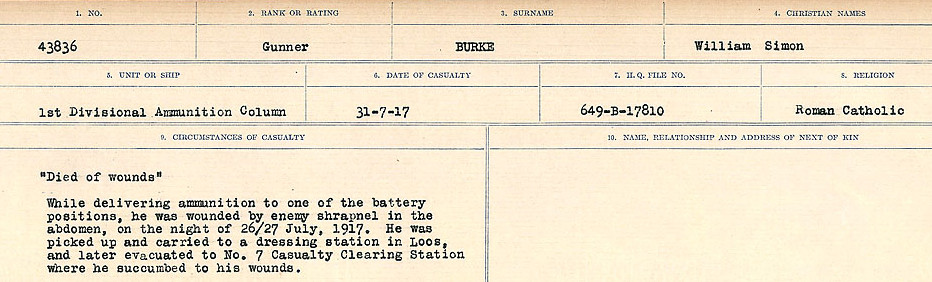 1. NO. 2. RANK OR RATING 3. SURNAME 4. CHRISTIAN NAMES
43836 Gunner BURKE William Simon
5. UNIT OR SHIP 6. DATE OF CASUALTY 7. H.Q. FILE NO. 8. RELIGION
1st Divisional Ammunition Column 31-7-17 649-B-17810 Roman Catholic
9. CIRCUMSTANCES OF CASUALTY 10. NAME, RELATIONSHIP AND ADDRESS OF NEXT OF KIN
"Died of wounds"
While delivering ammunition to one of the battery
positions, he was wounded by enemy shrapnel in the
abdomen, on the night of 26/27 July, 1917. He was
picked up and carried to a dressing station in Loos,
and later evacuated to No. 7 Casualty Clearing Station
where he succumbed to his wounds.